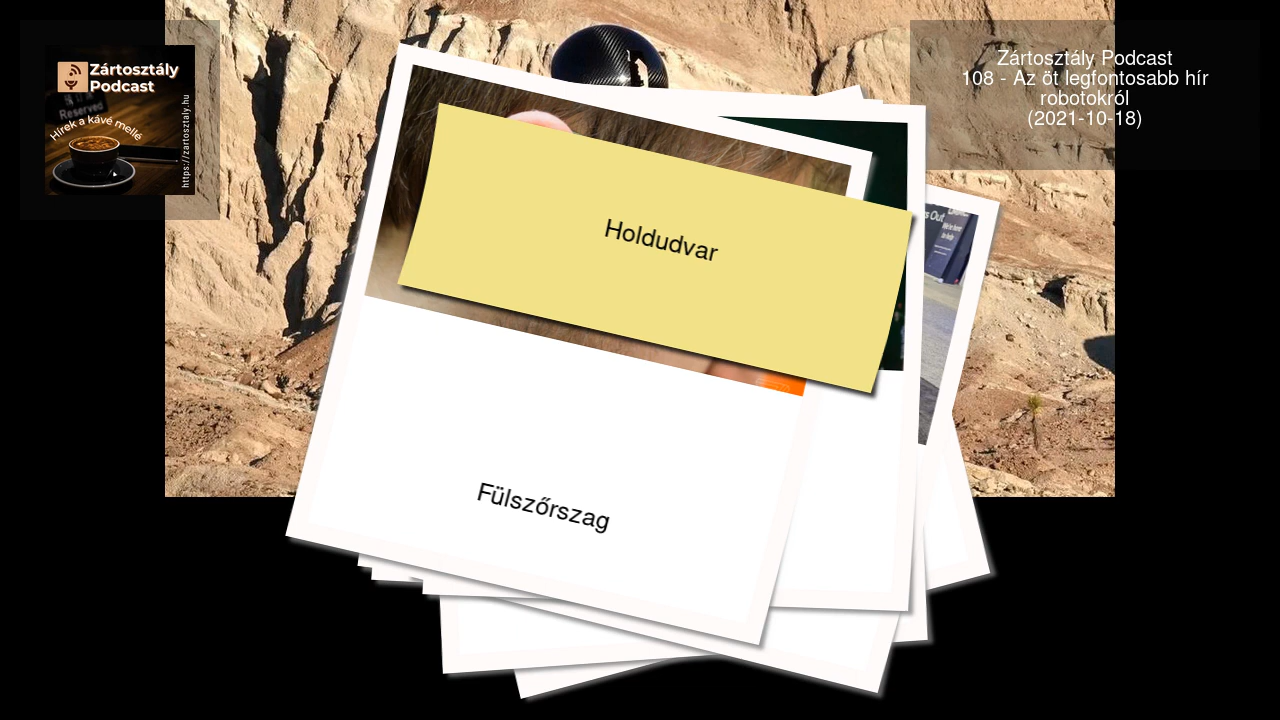 Zártosztály
Podcast
Reserved
Hírek a kávé mellé
https://zartosztaly.hu
Zártosztály Podcast
108 - Az öt legfontosabb hír
robotokról
(2021-10-18)
Holdudvar
Fülszőrszag